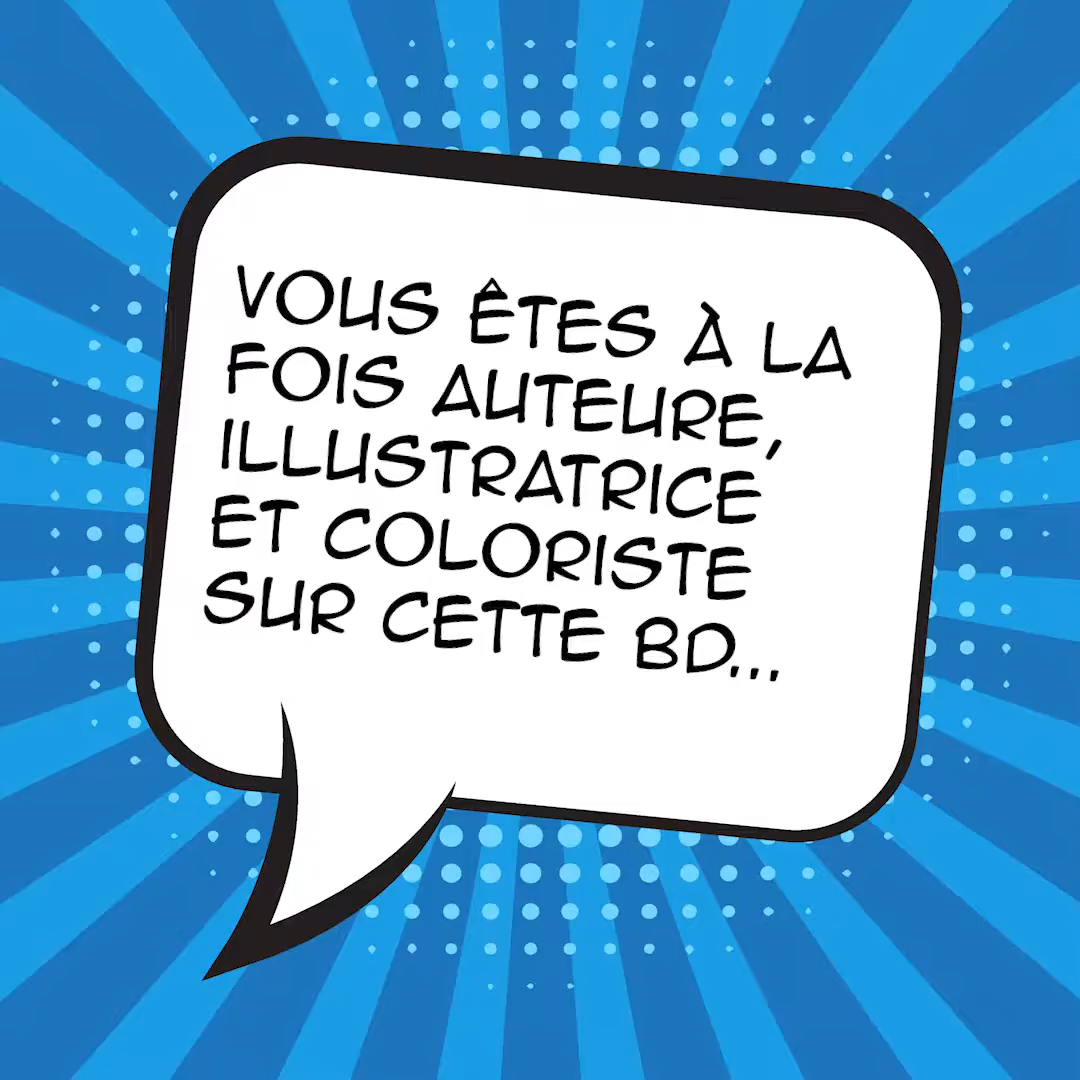 VOUS ÊTES À LA
FOIS AUTEURE,
ILLUSTRATRICE
ET COLORISTE
SUR CETTE BD...